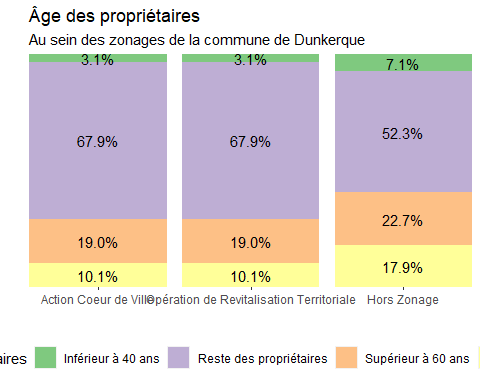 Âge des propriétaires
Au sein des zonages de la commune de Dunkerque
3.1% 3.1% 7.1%
67.9% 67.9% 52.3%
19.0% 19.0% 22.7%
10.1% 10.1% 17.9%
Action Coeur de Ville Opération de Revitalisation Territoriale Hors Zonage
aires Inférieur à 40 ans Reste des propriétaires Supérieur à 60 ans